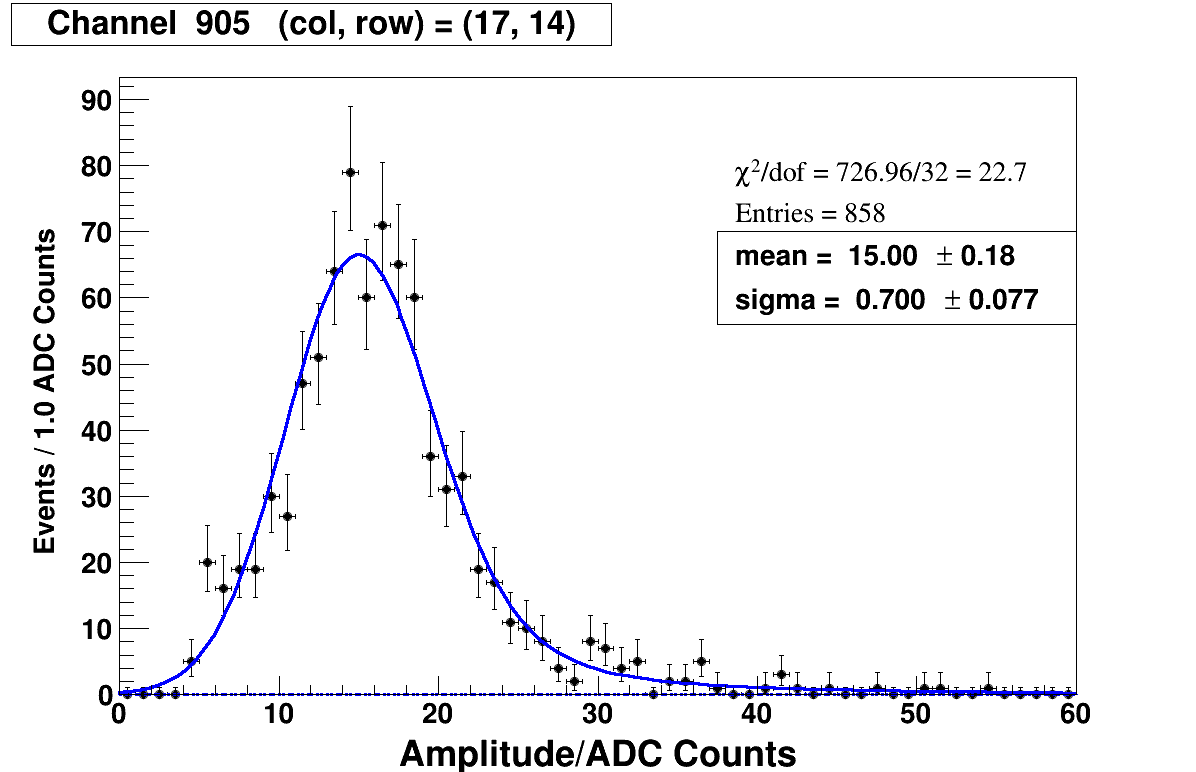 Channel 905 (col, row) = (17, 14)
90
80
70
60
50
40
30
20
10
0
Events / 1.0 ADC Counts
χ²/dof = 726.96/32 = 22.7
Entries = 858
mean = 15.00 ± 0.18
sigma = 0.700 ± 0.077
0 10 20 30 40 50 60
Amplitude/ADC Counts